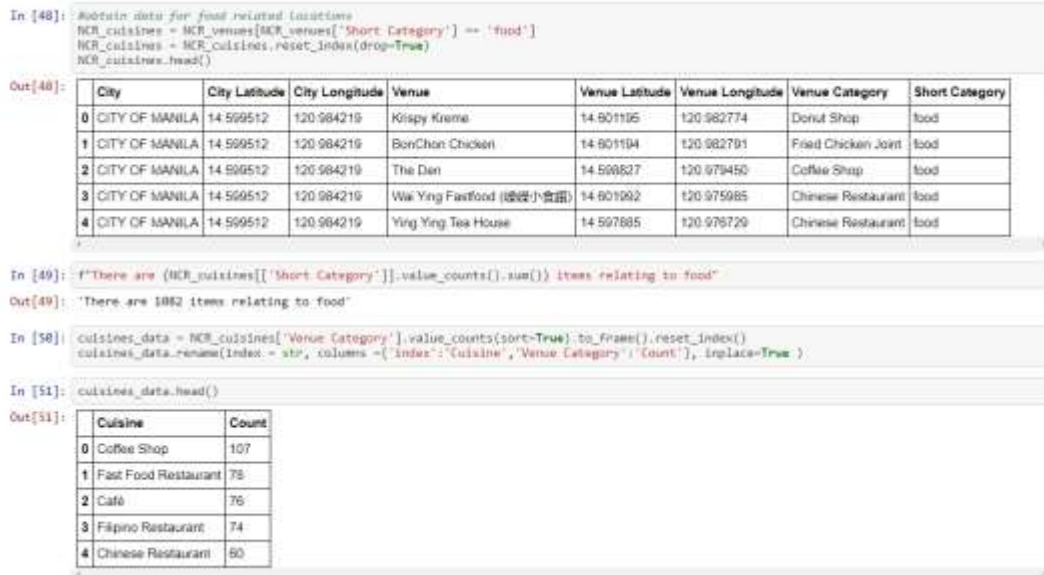 In [48]: #obtain data for food related locations
NCR_cuisines = NCR_venues[NCR_venues['Short Category'] == 'food']
NCR_cuisines = NCR_cuisines.reset_index(drop=True)
NCR_cuisines.head()
Out[48]: City City Latitude City Longitude Venue Venue Latitude Venue Longitude Venue Category Short Category
0 CITY OF MANILA 14.599512 120.984219 Krispy Kreme 14.601195 120.982774 Donut Shop food
1 CITY OF MANILA 14.599512 120.984219 BonChon Chicken 14.601194 120.982791 Fried Chicken Joint food
2 CITY OF MANILA 14.599512 120.984219 The Den 14.598827 120.979450 Coffee Shop food
3 CITY OF MANILA 14.599512 120.984219 Wai Ying Fastfood 14.601992 120.975985 Chinese Restaurant food
4 CITY OF MANILA 14.599512 120.984219 Ying Ying Tea House 14.597885 120.976729 Chinese Restaurant food
In [49]: f"There are {NCR_cuisines[['Short Category']].value_counts().sum()} items relating to food"
Out[49]: 'There are 1082 items relating to food'
In [50]: cuisines_data = NCR_cuisines['Venue Category'].value_counts(sort=True).to_frame().reset_index()
cuisines_data.rename(index = str, columns ={'index':'Cuisine','Venue Category':'Count'}, inplace=True )
In [51]: cuisines_data.head()
Out[51]: Cuisine Count
0 Coffee Shop 107
1 Fast Food Restaurant 78
2 Café 76
3 Filipino Restaurant 74
4 Chinese Restaurant 60